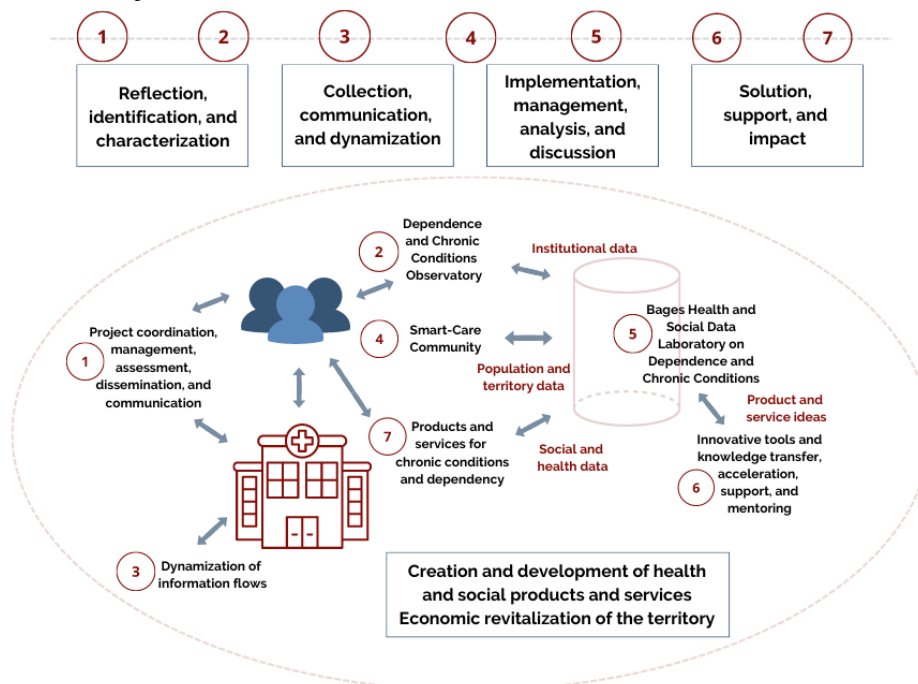 1
2
3
4
5
6
7
Reflection,
identification, and
characterization
Collection,
communication,
and dynamization
Implementation,
management,
analysis, and
discussion
Solution,
support, and
impact
2
Dependence
and Chronic
Conditions
Observatory
Institutional data
1
Project coordination,
management,
assessment,
dissemination, and
communication
4
Smart-Care
Community
Population and
territory data
5
Bages Health and
Social Data
Laboratory on
Dependence and
Chronic Conditions
Product and
service ideas
7
Products and
services for
chronic conditions
and dependency
Social and
health data
6
Innovative tools and
knowledge transfer,
acceleration,
support, and
mentoring
3
Dynamization of
information flows
Creation and development of health
and social products and services
Economic revitalization of the territory